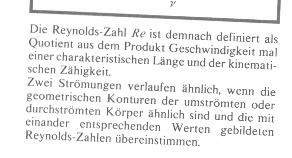 ν
Die Reynolds-Zahl Re ist demnach definiert als
Quotient aus dem Produkt Geschwindigkeit mal
einer charakteristischen Länge und der kinemati-
schen Zähigkeit.
Zwei Strömungen verlaufen ähnlich, wenn die
geometrischen Konturen der umströmten oder
durchströmten Körper ähnlich sind und die mit
einander entsprechenden Werten gebildeten
Reynolds-Zahlen übereinstimmen.